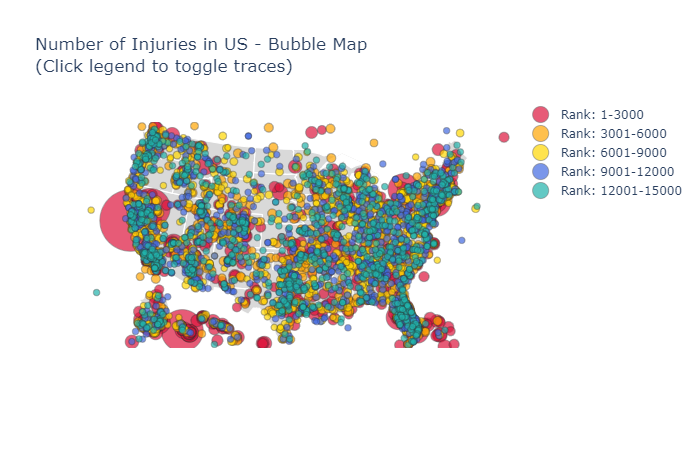 Number of Injuries in US - Bubble Map
(Click legend to toggle traces)
Rank: 1-3000
Rank: 3001-6000
Rank: 6001-9000
Rank: 9001-12000
Rank: 12001-15000